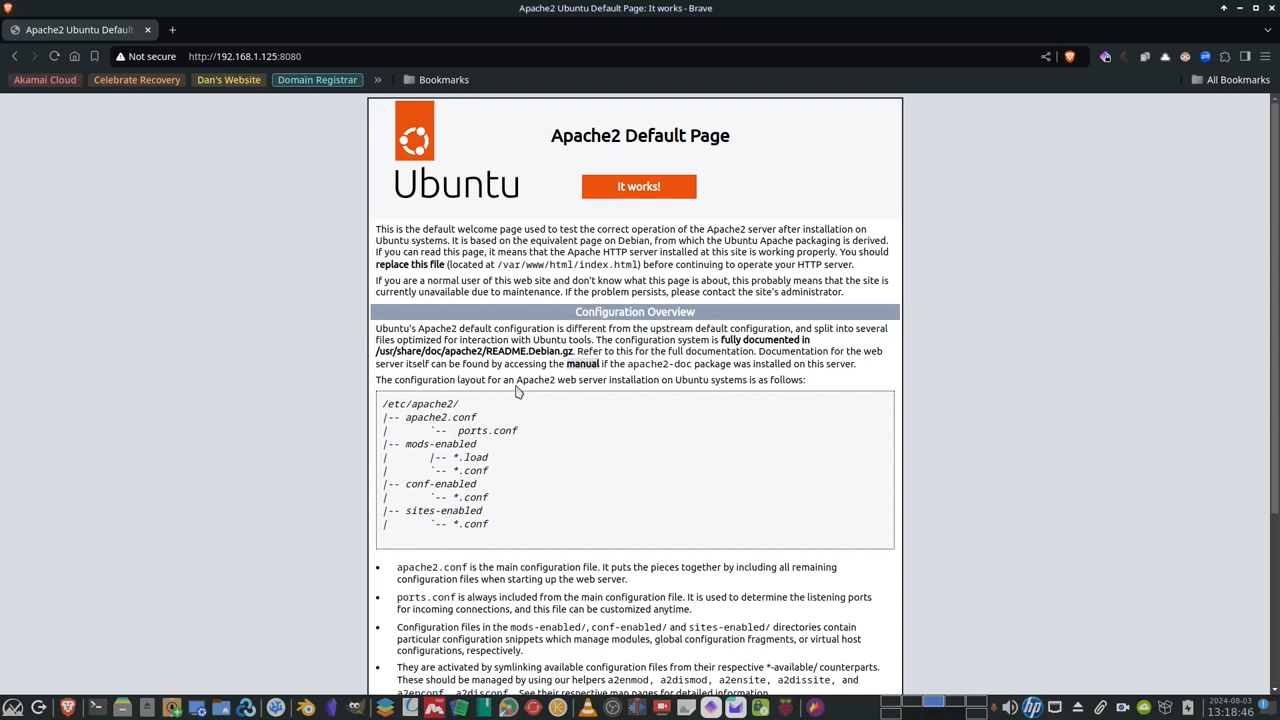 Apache2 Ubuntu Default Page: It works - Brave
Apache2 Ubuntu Default
Not secure http://192.168.1.125:8080
Akamai Cloud Celebrate Recovery Dan's Website Domain Registrar » Bookmarks All Bookmarks
Apache2 Default Page
Ubuntu
It works!
This is the default welcome page used to test the correct operation of the Apache2 server after installation on
Ubuntu systems. It is based on the equivalent page on Debian, from which the Ubuntu Apache packaging is derived.
If you can read this page, it means that the Apache HTTP server installed at this site is working properly. You should
replace this file (located at /var/www/html/index.html) before continuing to operate your HTTP server.
If you are a normal user of this web site and don't know what this page is about, this probably means that the site is
currently unavailable due to maintenance. If the problem persists, please contact the site's administrator.
Configuration Overview
Ubuntu's Apache2 default configuration is different from the upstream default configuration, and split into several
files optimized for interaction with Ubuntu tools. The configuration system is fully documented in
/usr/share/doc/apache2/README.Debian.gz. Refer to this for the full documentation. Documentation for the web
server itself can be found by accessing the manual if the apache2-doc package was installed on this server.
The configuration layout for an Apache2 web server installation on Ubuntu systems is as follows:
/etc/apache2/
|-- apache2.conf
|       `--  ports.conf
|-- mods-enabled
|       |-- *.load
|       `-- *.conf
|-- conf-enabled
|       `-- *.conf
|-- sites-enabled
|       `-- *.conf
• apache2.conf is the main configuration file. It puts the pieces together by including all remaining
configuration files when starting up the web server.
• ports.conf is always included from the main configuration file. It is used to determine the listening ports
for incoming connections, and this file can be customized anytime.
• Configuration files in the mods-enabled/, conf-enabled/ and sites-enabled/ directories contain
particular configuration snippets which manage modules, global configuration fragments, or virtual host
configurations, respectively.
• They are activated by symlinking available configuration files from their respective *-available/ counterparts.
These should be managed by using our helpers a2enmod, a2dismod, a2ensite, a2dissite, and
a2enconf, a2disconf. See their respective man pages for detailed information.
2024-08-03
13:18:46